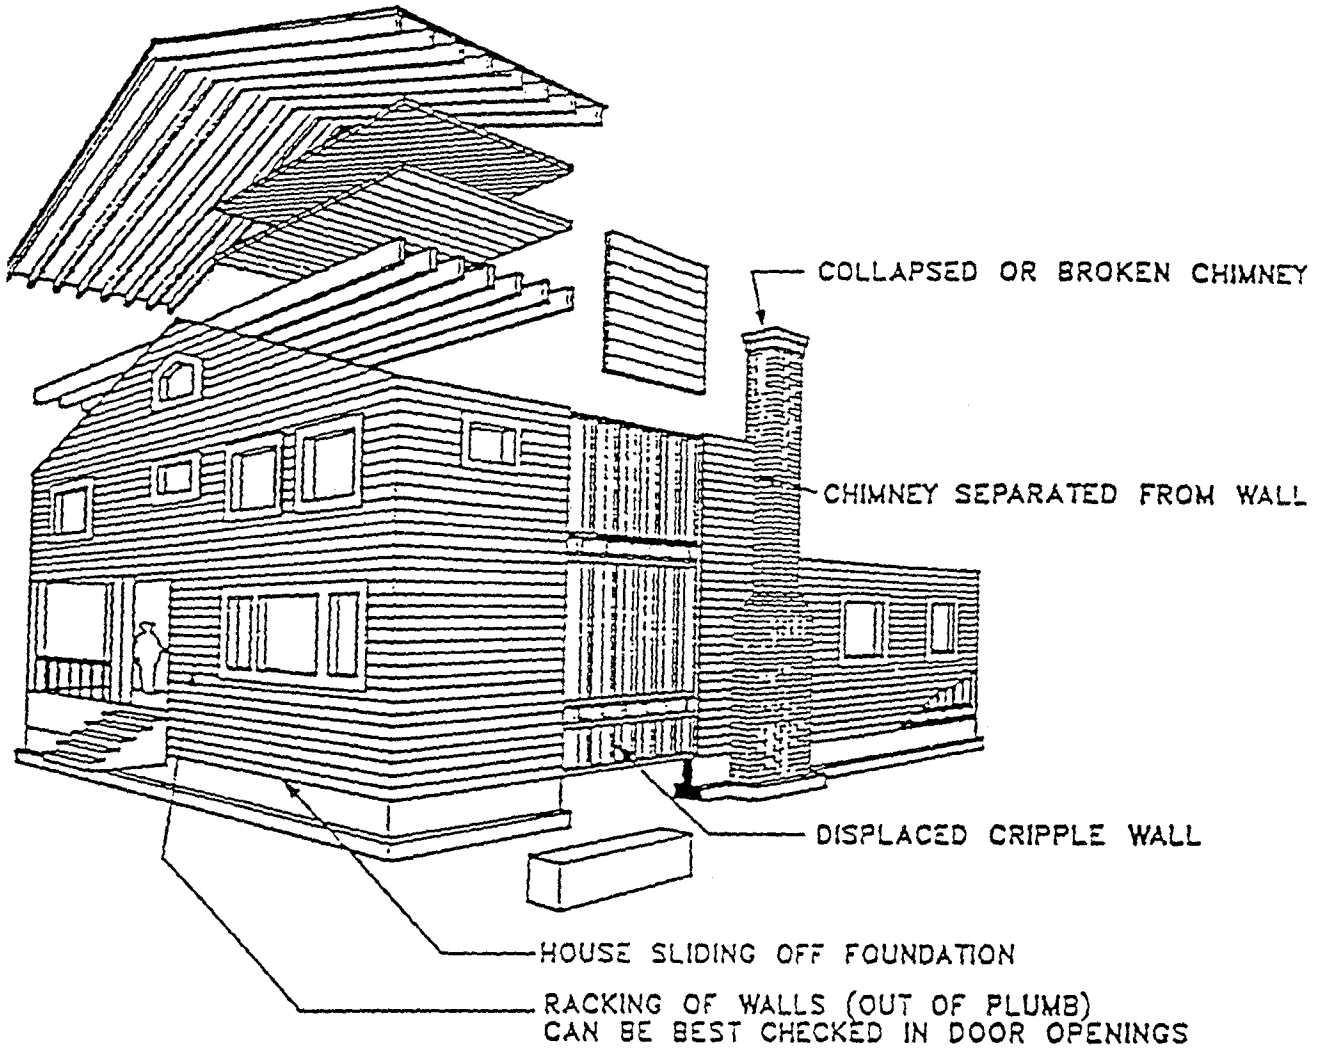 COLLAPSED OR BROKEN CHIMNEY
CHIMNEY SEPARATED FROM WALL
DISPLACED CRIPPLE WALL
HOUSE SLIDING OFF FOUNDATION
RACKING OF WALLS (OUT OF PLUMB)
CAN BE BEST CHECKED IN DOOR OPENINGS